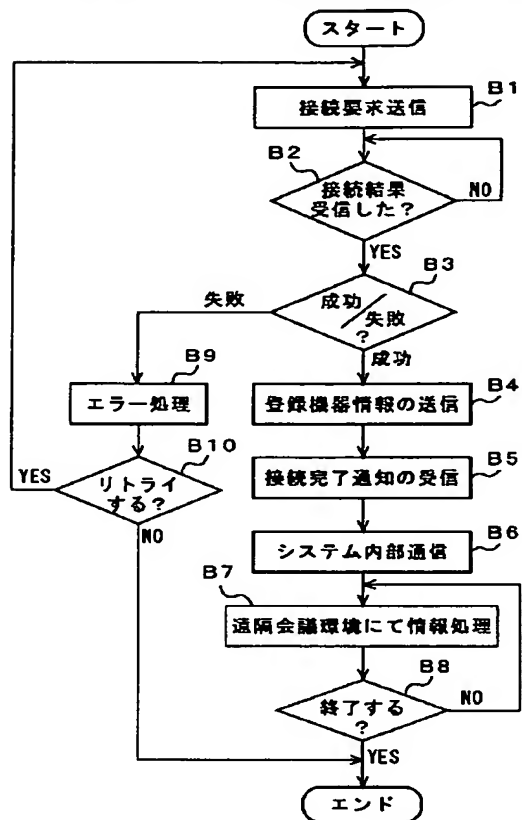 スタート
B1
接続要求送信
B2
接続結果
受信した？
NO
YES
B3
成功
／失敗
？
失敗
成功
B9
エラー処理
B4
登録機器情報の送信
B10
リトライ
する？
YES
NO
B5
接続完了通知の受信
B6
システム内部通信
B7
遠隔会議環境にて情報処理
B8
終了する
？
NO
YES
エンド